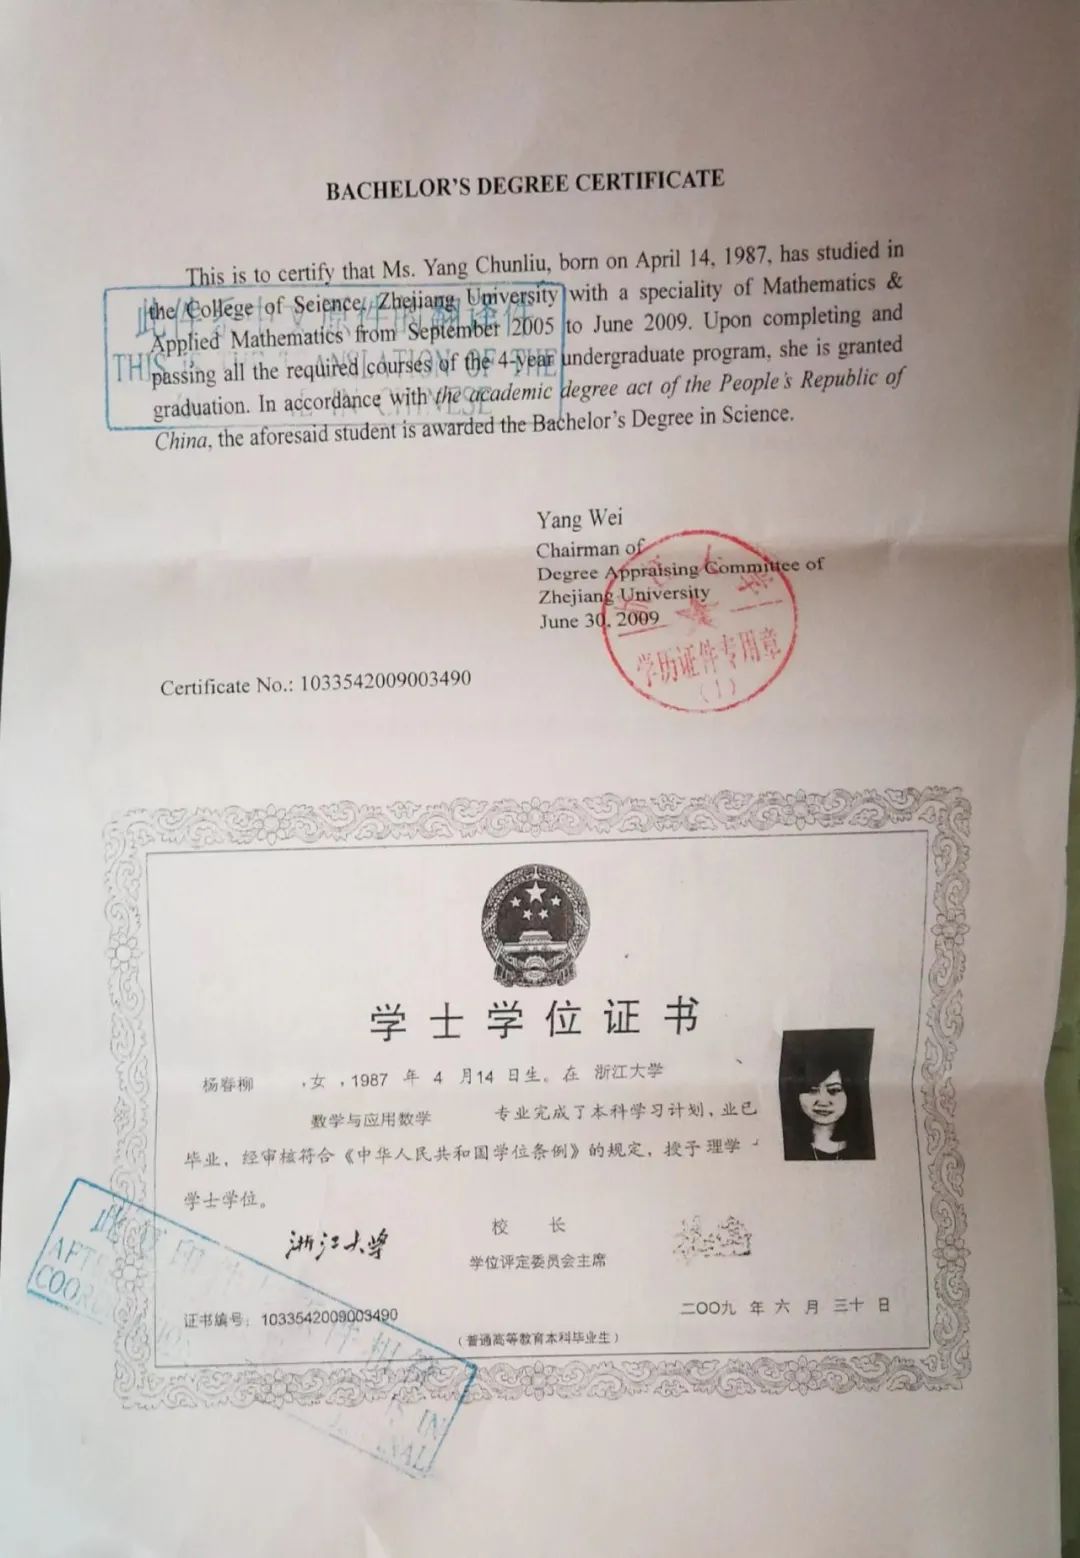 BACHELOR'S DEGREE CERTIFICATE
This is to certify that Ms. Yang Chunliu, born on April 14, 1987, has studied in
the College of Seience, Zhejiang University with a speciality of Mathematics &
Applied Mathematics from September 2005 to June 2009. Upon completing and
passing all the required courses of the 4-year undergraduate program, she is granted
graduation. In accordance with the academic degree act of the People's Republic of
China, the aforesaid student is awarded the Bachelor's Degree in Science.
THIS TRANSLATION OF THE
IN CHINESE
Yang Wei
Chairman of
Degree Appraising Committee of
Zhejiang University
June 30, 2009
学历证件专用章
(1)
Certificate No.: 1033542009003490
学士学位证书
杨春柳 ,女,1987 年 4 月14 日生。在 浙江大学
数学与应用数学 专业完成了本科学习计划,业已
毕业,经审核符合《中华人民共和国学位条例》的规定,授予理学
学士学位。
浙江大学 校 长
学位评定委员会主席
证书编号:1033542009003490 二〇〇九 年 六 月 三十 日
(普通高等教育本科毕业生)